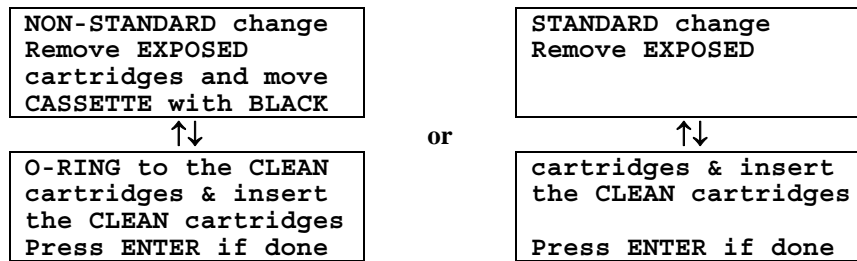 NON-STANDARD change
Remove EXPOSED
cartridges and move
CASSETTE with BLACK
↑↓
O-RING to the CLEAN
cartridges & insert
the CLEAN cartridges
Press ENTER if done
or
STANDARD change
Remove EXPOSED
↑↓
cartridges & insert
the CLEAN cartridges
Press ENTER if done